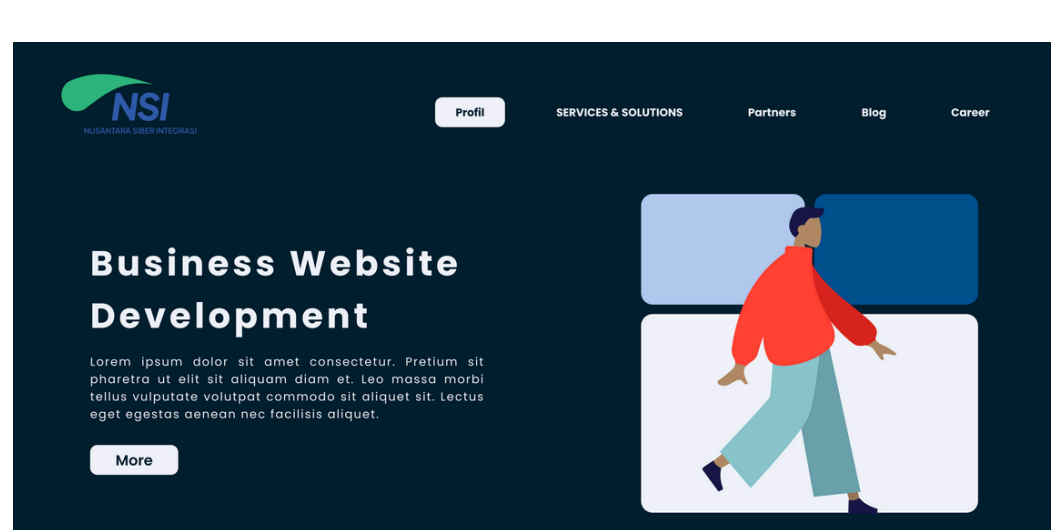 NSI
NUSANTARA SIBER INTEGRASI
Profil
SERVICES & SOLUTIONS
Partners
Blog
Career
Business Website
Development
Lorem ipsum dolor sit amet consectetur. Pretium sit
pharetra ut elit sit aliquam diam et. Leo massa morbi
tellus vulputate volutpat commodo sit aliquet sit. Lectus
eget egestas aenean nec facilisis aliquet.
More